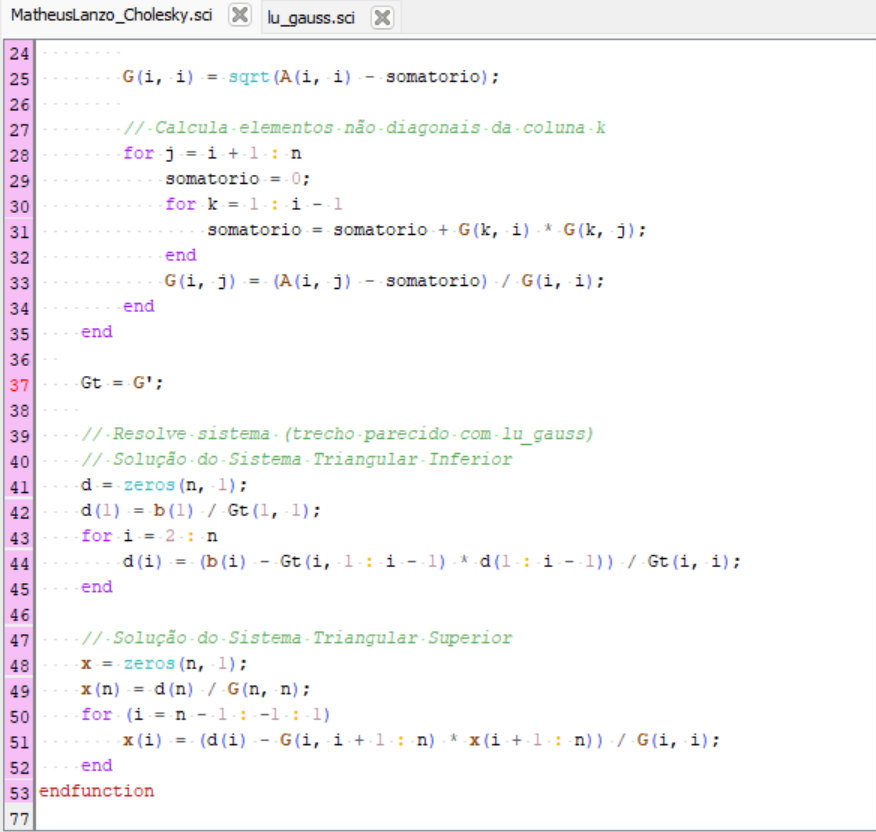 MatheusLanzo_Cholesky.sci lu_gauss.sci
24
25 G(i, i) = sqrt(A(i, i) - somatorio);
26
27 // Calcula elementos não diagonais da coluna k
28 for j = i + 1 : n
29 somatorio = 0;
30 for k = 1 : i - 1
31 somatorio = somatorio + G(k, i) * G(k, j);
32 end
33 G(i, j) = (A(i, j) - somatorio) / G(i, i);
34 end
35 end
36
37 Gt = G';
38
39 // Resolve sistema (trecho parecido com lu_gauss)
40 // Solução do Sistema Triangular Inferior
41 d = zeros(n, 1);
42 d(1) = b(1) / Gt(1, 1);
43 for i = 2 : n
44 d(i) = (b(i) - Gt(i, 1 : i - 1) * d(1 : i - 1)) / Gt(i, i);
45 end
46
47 // Solução do Sistema Triangular Superior
48 x = zeros(n, 1);
49 x(n) = d(n) / G(n, n);
50 for (i = n - 1 : -1 : 1)
51 x(i) = (d(i) - G(i, i + 1 : n) * x(i + 1 : n)) / G(i, i);
52 end
53 endfunction
77